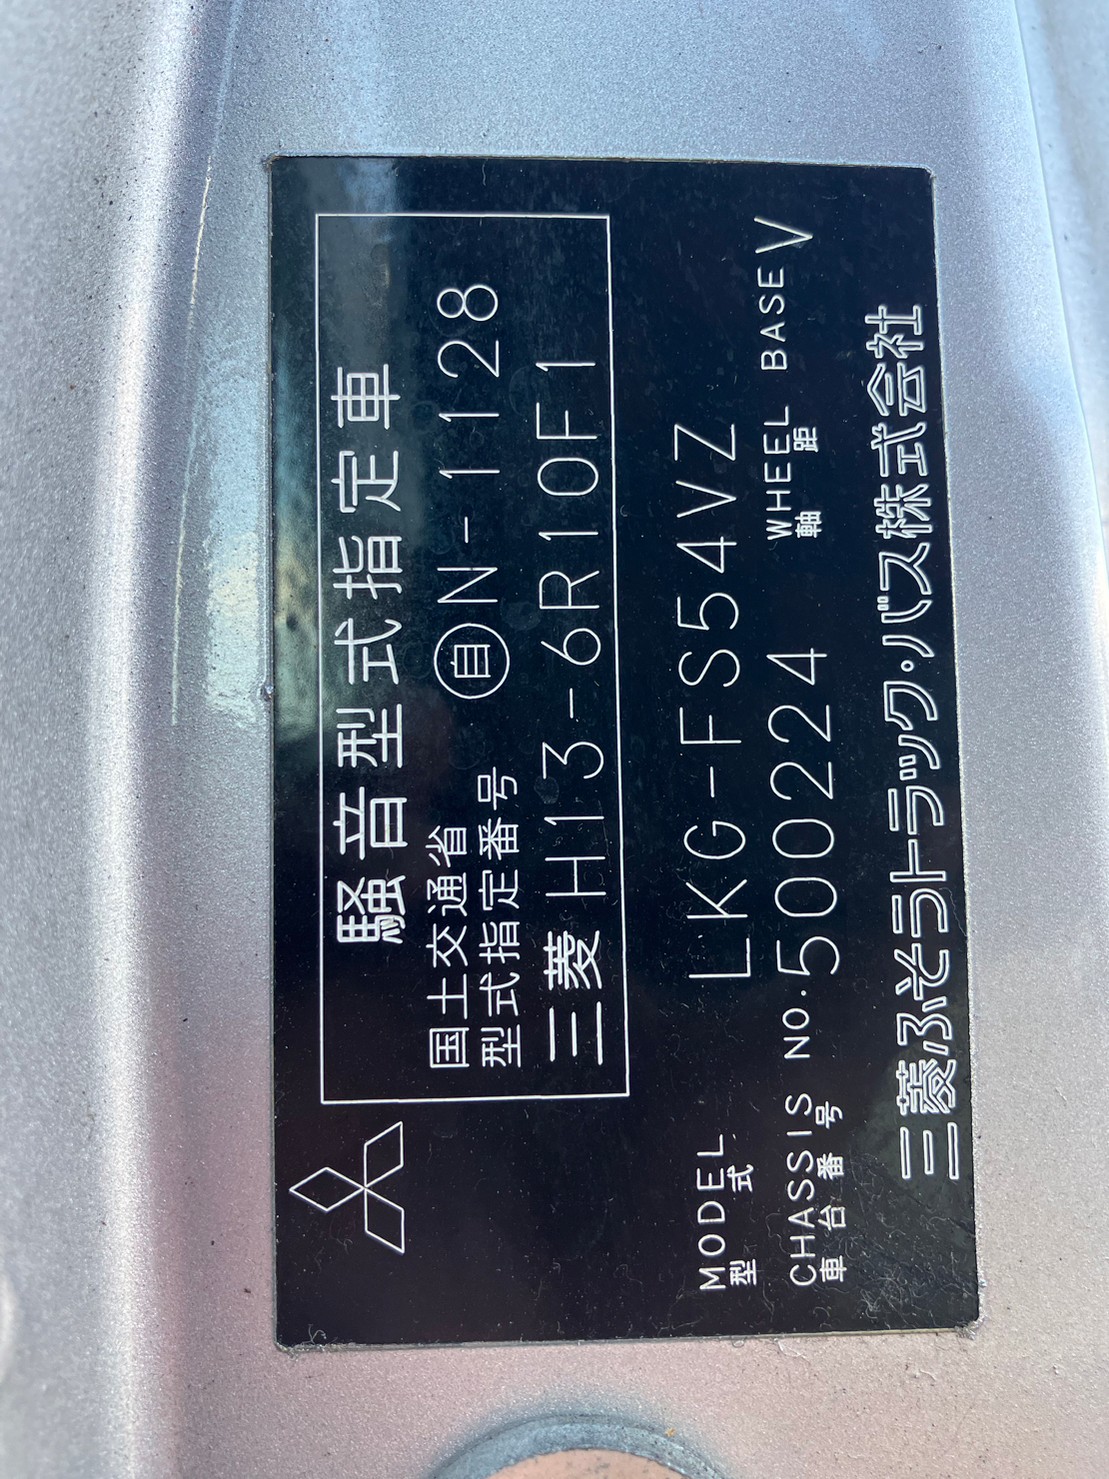 騒音型式指定車
国土交通省
型式指定番号 自N-1128
三菱 H13-6R10F1
MODEL
型式 LKG-FS54VZ
CHASSIS NO. 500224
車台番号
WHEEL BASE V
軸距
三菱ふそうトラック・バス株式会社